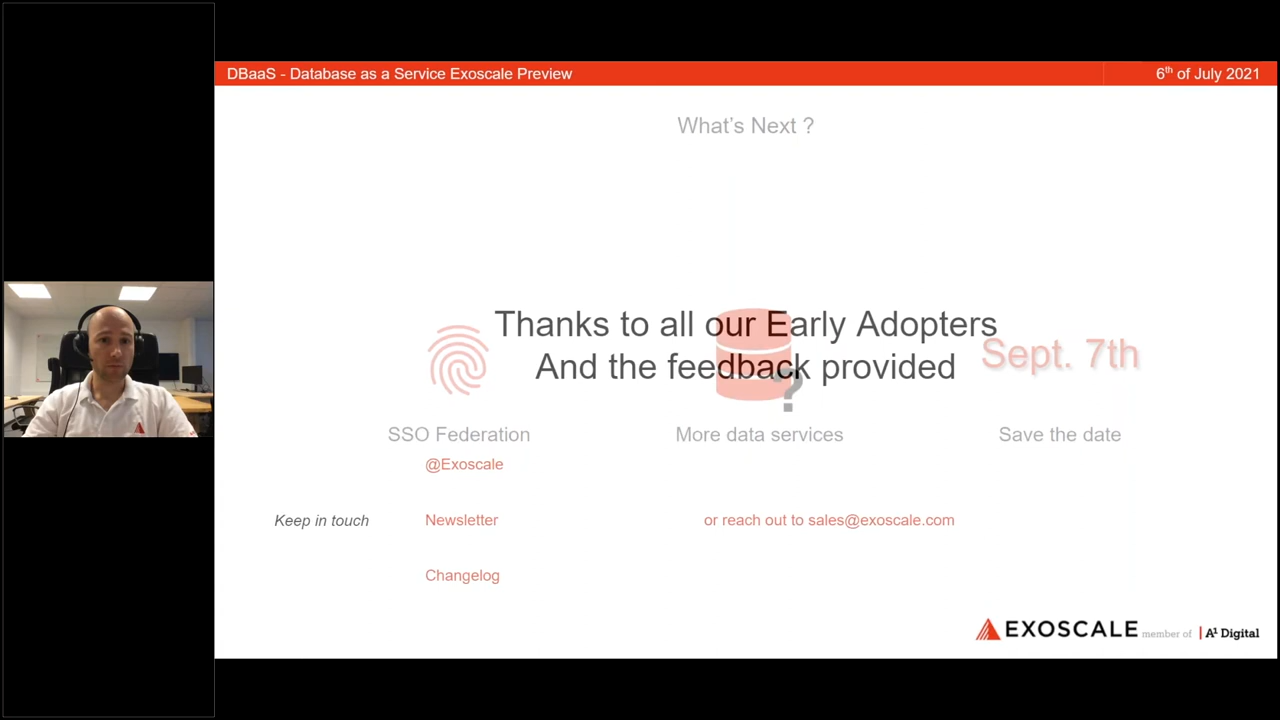 DBaaS - Database as a Service Exoscale Preview
6th of July 2021
What's Next ?
Thanks to all our Early Adopters
And the feedback provided
Sept. 7th
?
SSO Federation
More data services
Save the date
@Exoscale
Keep in touch
Newsletter
or reach out to sales@exoscale.com
Changelog
EXOSCALE member of | A1 Digital